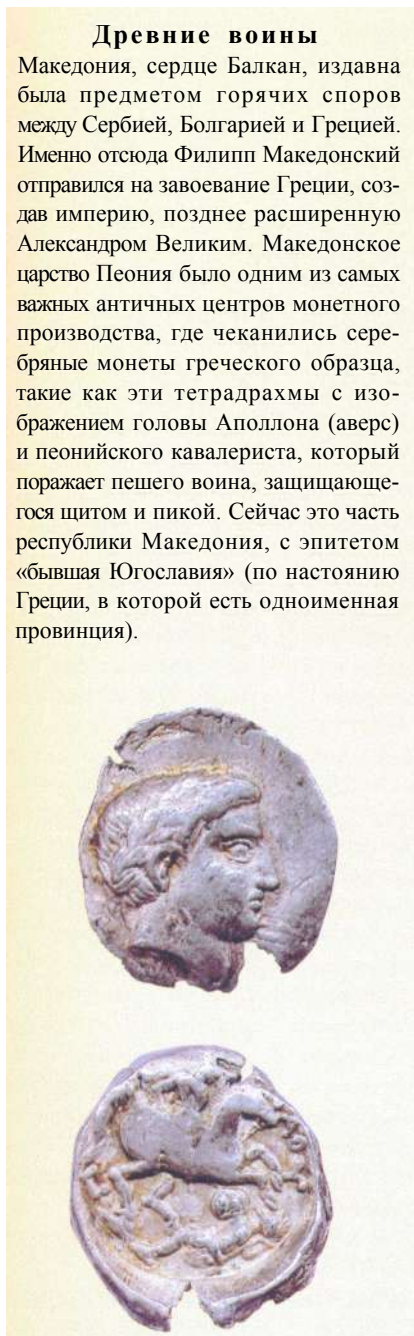 Древние воины
Македония, сердце Балкан, издавна
была предметом горячих споров
между Сербией, Болгарией и Грецией.
Именно отсюда Филипп Македонский
отправился на завоевание Греции, соз-
дав империю, позднее расширенную
Александром Великим. Македонское
царство Пеония было одним из самых
важных античных центров монетного
производства, где чеканились сере-
бряные монеты греческого образца,
такие как эти тетрадрахмы с изо-
бражением головы Аполлона (аверс)
и пеонийского кавалериста, который
поражает пешего воина, защищающе-
гося щитом и пикой. Сейчас это часть
республики Македония, с эпитетом
«бывшая Югославия» (по настоянию
Греции, в которой есть одноименная
провинция).